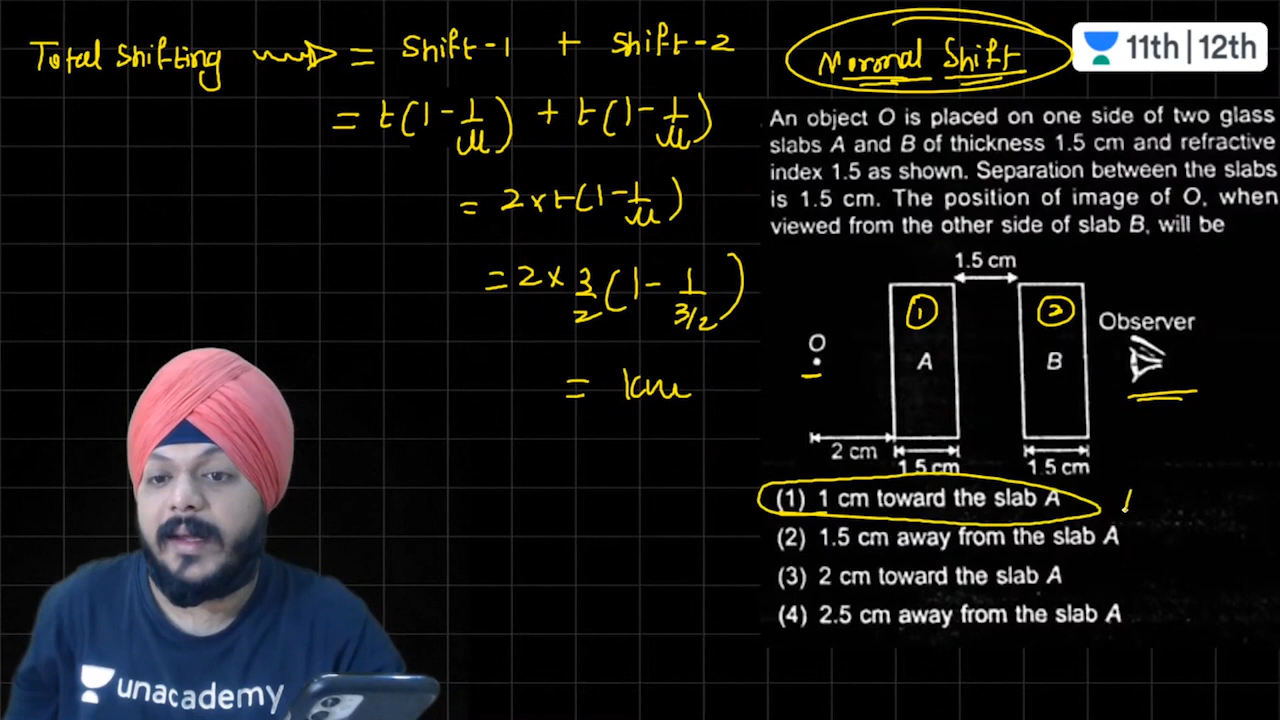 Total Shifting = Shift-1 + Shift-2
= t(1-1/μ) + t(1-1/μ)
= 2×t(1-1/μ)
= 2× 3/2 (1- 1/3/2)
= 1cm
Normal Shift
11th | 12th
An object O is placed on one side of two glass
slabs A and B of thickness 1.5 cm and refractive
index 1.5 as shown. Separation between the slabs
is 1.5 cm. The position of image of O, when
viewed from the other side of slab B, will be
1.5 cm
1 2
Observer
O
A B
2 cm
1.5 cm 1.5 cm
(1) 1 cm toward the slab A
(2) 1.5 cm away from the slab A
(3) 2 cm toward the slab A
(4) 2.5 cm away from the slab A
unacademy